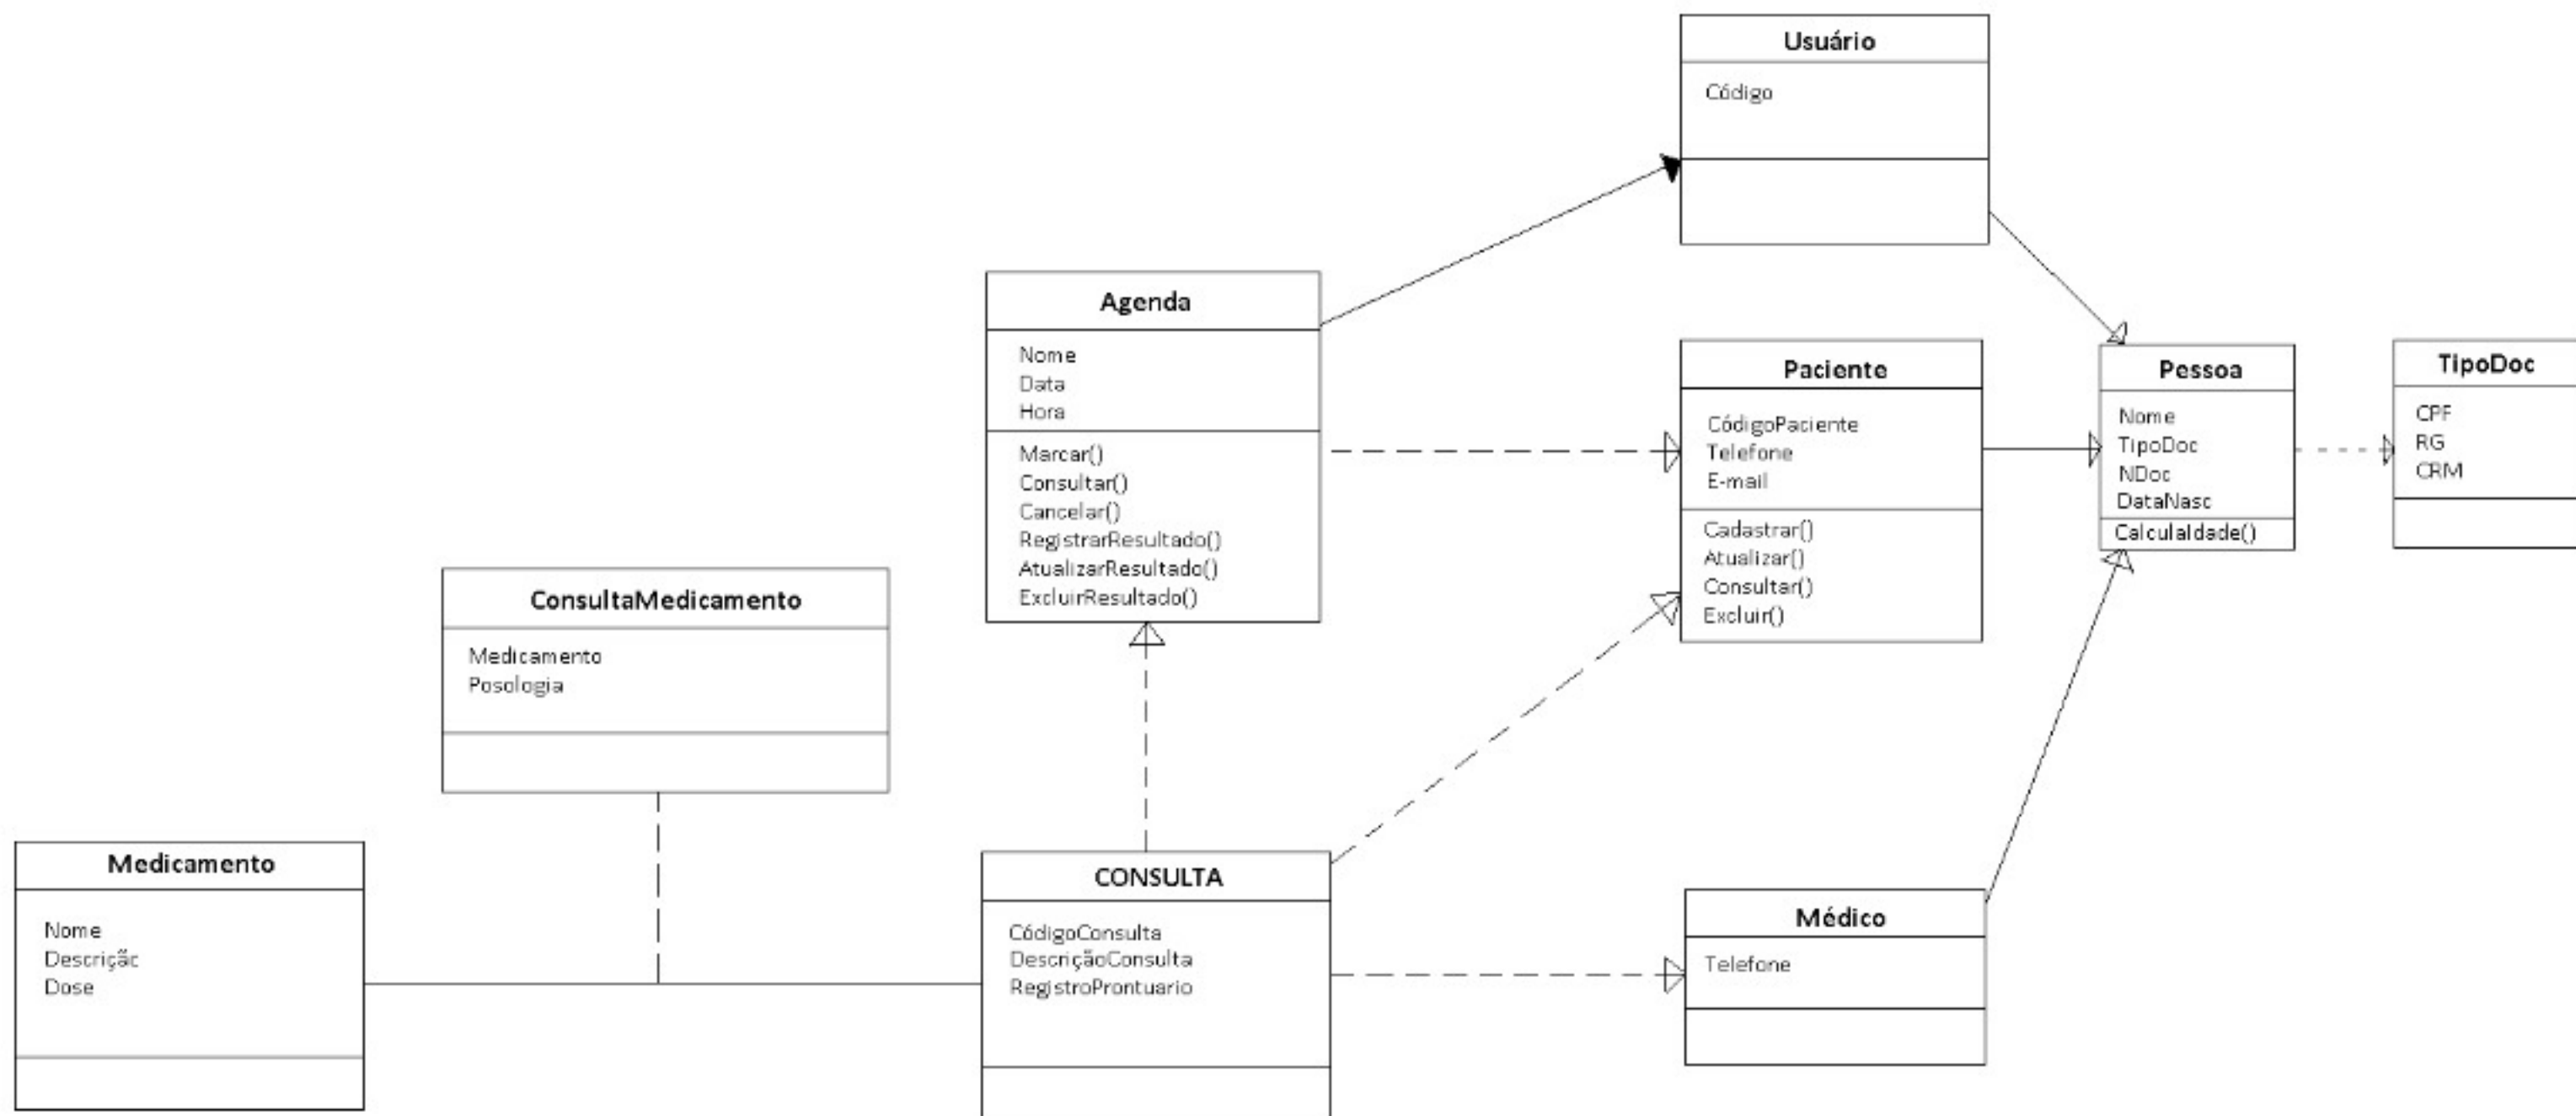 Usuário
Código
Agenda
Nome
Data
Hora
Marcar()
Consultar()
Cancelar()
RegistrarResultado()
AtualizarResultado()
ExcluirResultado()
Paciente
CódigoPaciente
Telefone
E-mail
Cadastrar()
Atualizar()
Consultar()
Excluir()
Pessoa
Nome
TipoDoc
NDoc
DataNasc
CalculaIdade()
TipoDoc
CPF
RG
CRM
ConsultaMedicamento
Medicamento
Posologia
Medicamento
Nome
Descriçãc
Dose
CONSULTA
CódigoConsulta
DescriçãoConsulta
RegistroProntuario
Médico
Telefone